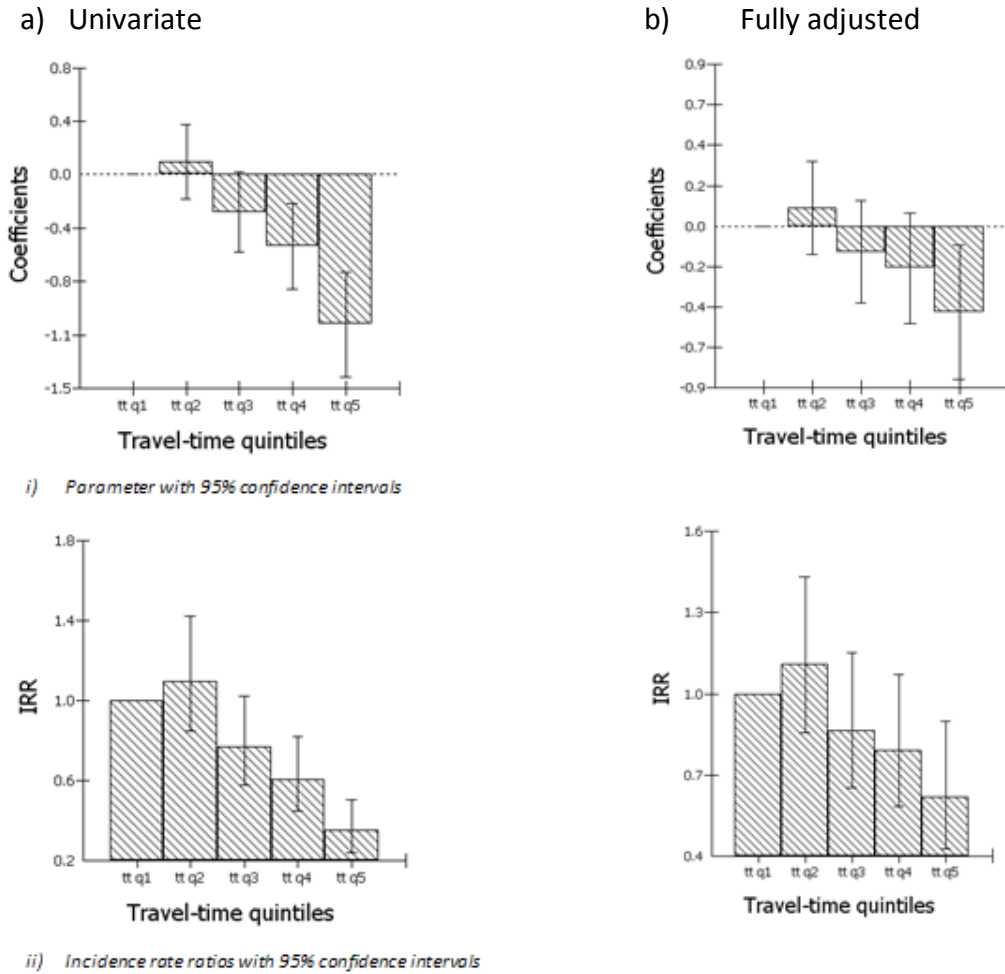 a) Univariate
b) Fully adjusted
0.8
0.4
0.0
-0.4
-0.8
-1.1
-1.5
Coefficients
tt q1 tt q2 tt q3 tt q4 tt q5
Travel-time quintiles
0.9
0.7
0.4
0.2
0.0
-0.2
-0.4
-0.7
-0.9
Coefficients
tt q1 tt q2 tt q3 tt q4 tt q5
Travel-time quintiles
i) Parameter with 95% confidence intervals
1.8
1.4
1.0
0.6
0.2
IRR
tt q1 tt q2 tt q3 tt q4 tt q5
Travel-time quintiles
1.6
1.3
1.0
0.7
0.4
IRR
tt q1 tt q2 tt q3 tt q4 tt q5
Travel-time quintiles
ii) Incidence rate ratios with 95% confidence intervals